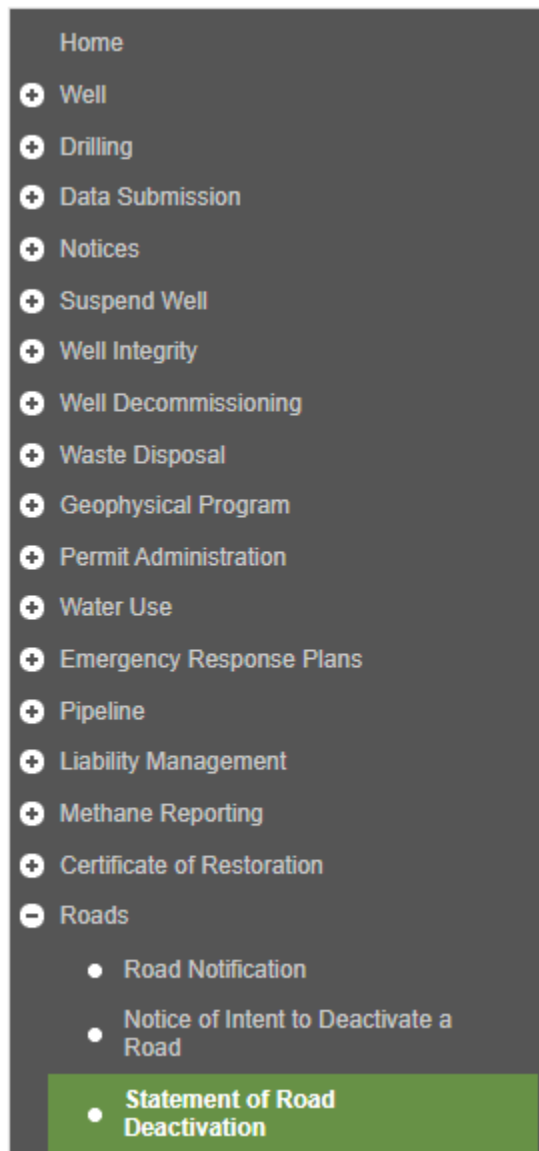 Home
Well
Drilling
Data Submission
Notices
Suspend Well
Well Integrity
Well Decommissioning
Waste Disposal
Geophysical Program
Permit Administration
Water Use
Emergency Response Plans
Pipeline
Liability Management
Methane Reporting
Certificate of Restoration
Roads
Road Notification
Notice of Intent to Deactivate a
Road
Statement of Road
Deactivation